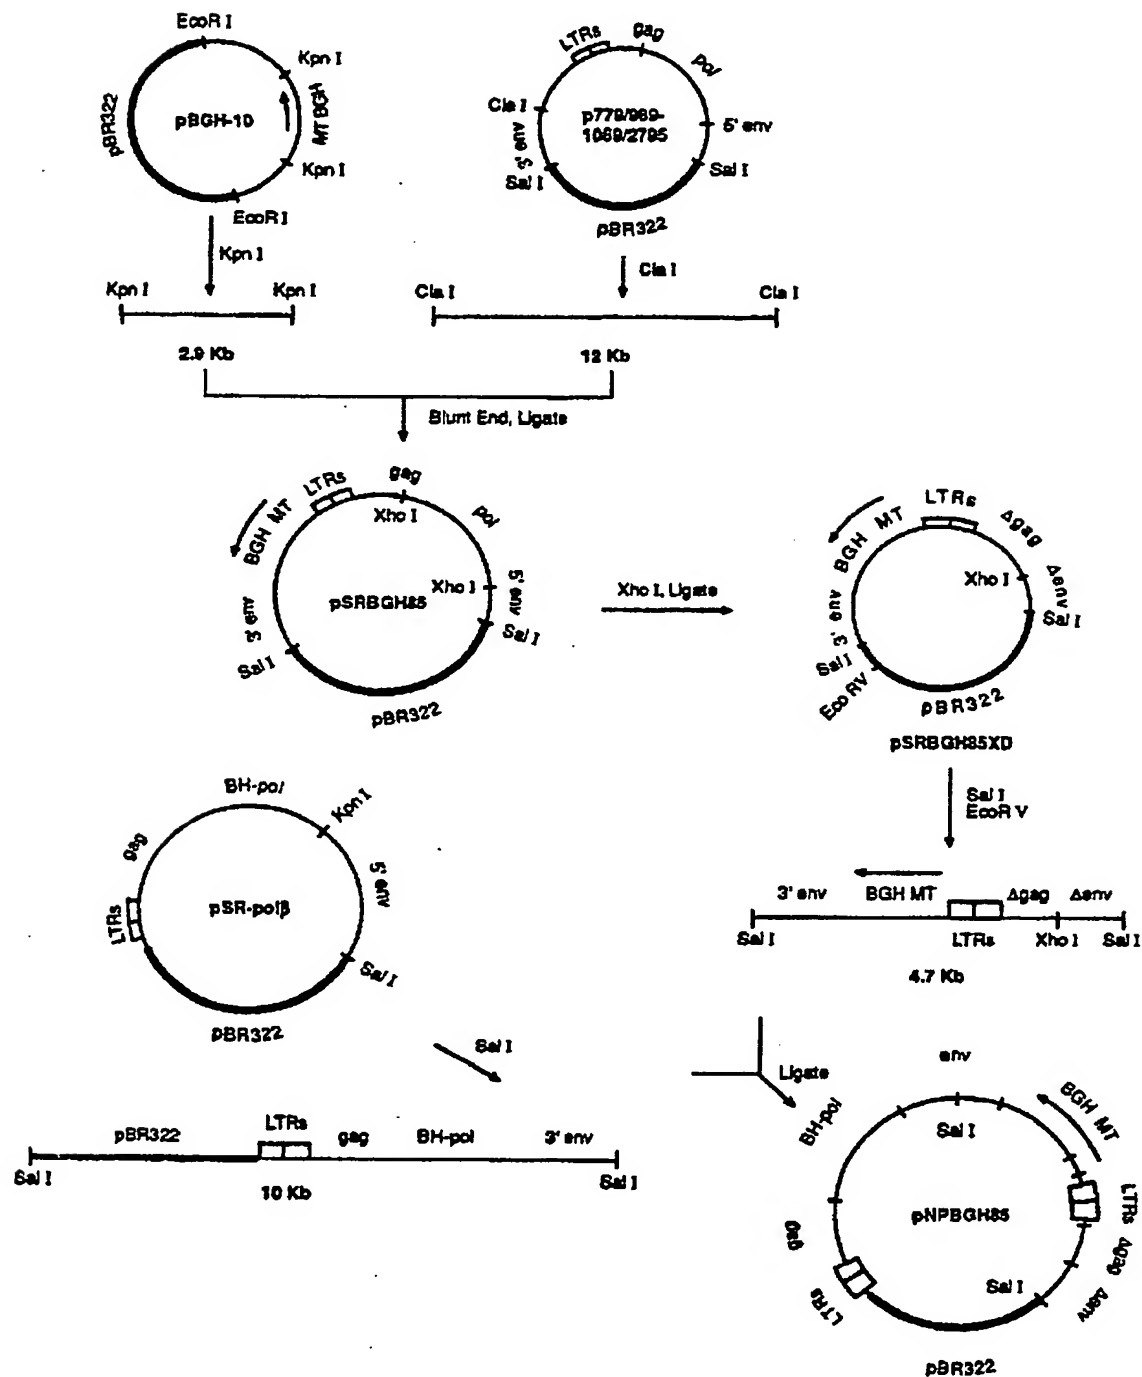 EcoR I
Kpn I
pBR322
pBGH-10
MT BGH
Kpn I
EcoR I
Kpn I
LTRs
gag
pol
Cla I
p779/969-
1069/2795
5' env
3' env
Sal I
Sal I
pBR322
Cla I
Kpn I
Kpn I
Cla I
Cla I
2.9 Kb
12 Kb
Blunt End, Ligate
BGH MT
LTRs
gag
Xho I
pol
Xho I
5' env
pSRBGH85
3' env
Sal I
Sal I
pBR322
Xho I, Ligate
BGH MT
LTRs
Δgag
Xho I
Δenv
Sal I
3' env
Sal I
Eco RV
pBR322
pSRBGH85XD
Sal I
EcoR V
BH-pol
Kpn I
gag
5' env
pSR-polβ
LTRs
Sal I
pBR322
Sal I
3' env
BGH MT
Δgag
Δenv
Sal I
LTRs
Xho I
Sal I
4.7 Kb
Ligate
pBR322
LTRs
gag
BH-pol
3' env
Sal I
Sal I
10 Kb
env
BH-pol
Sal I
BGH MT
pNPBGH85
LTRs
gag
Δgag
Δenv
Sal I
LTRs
pBR322